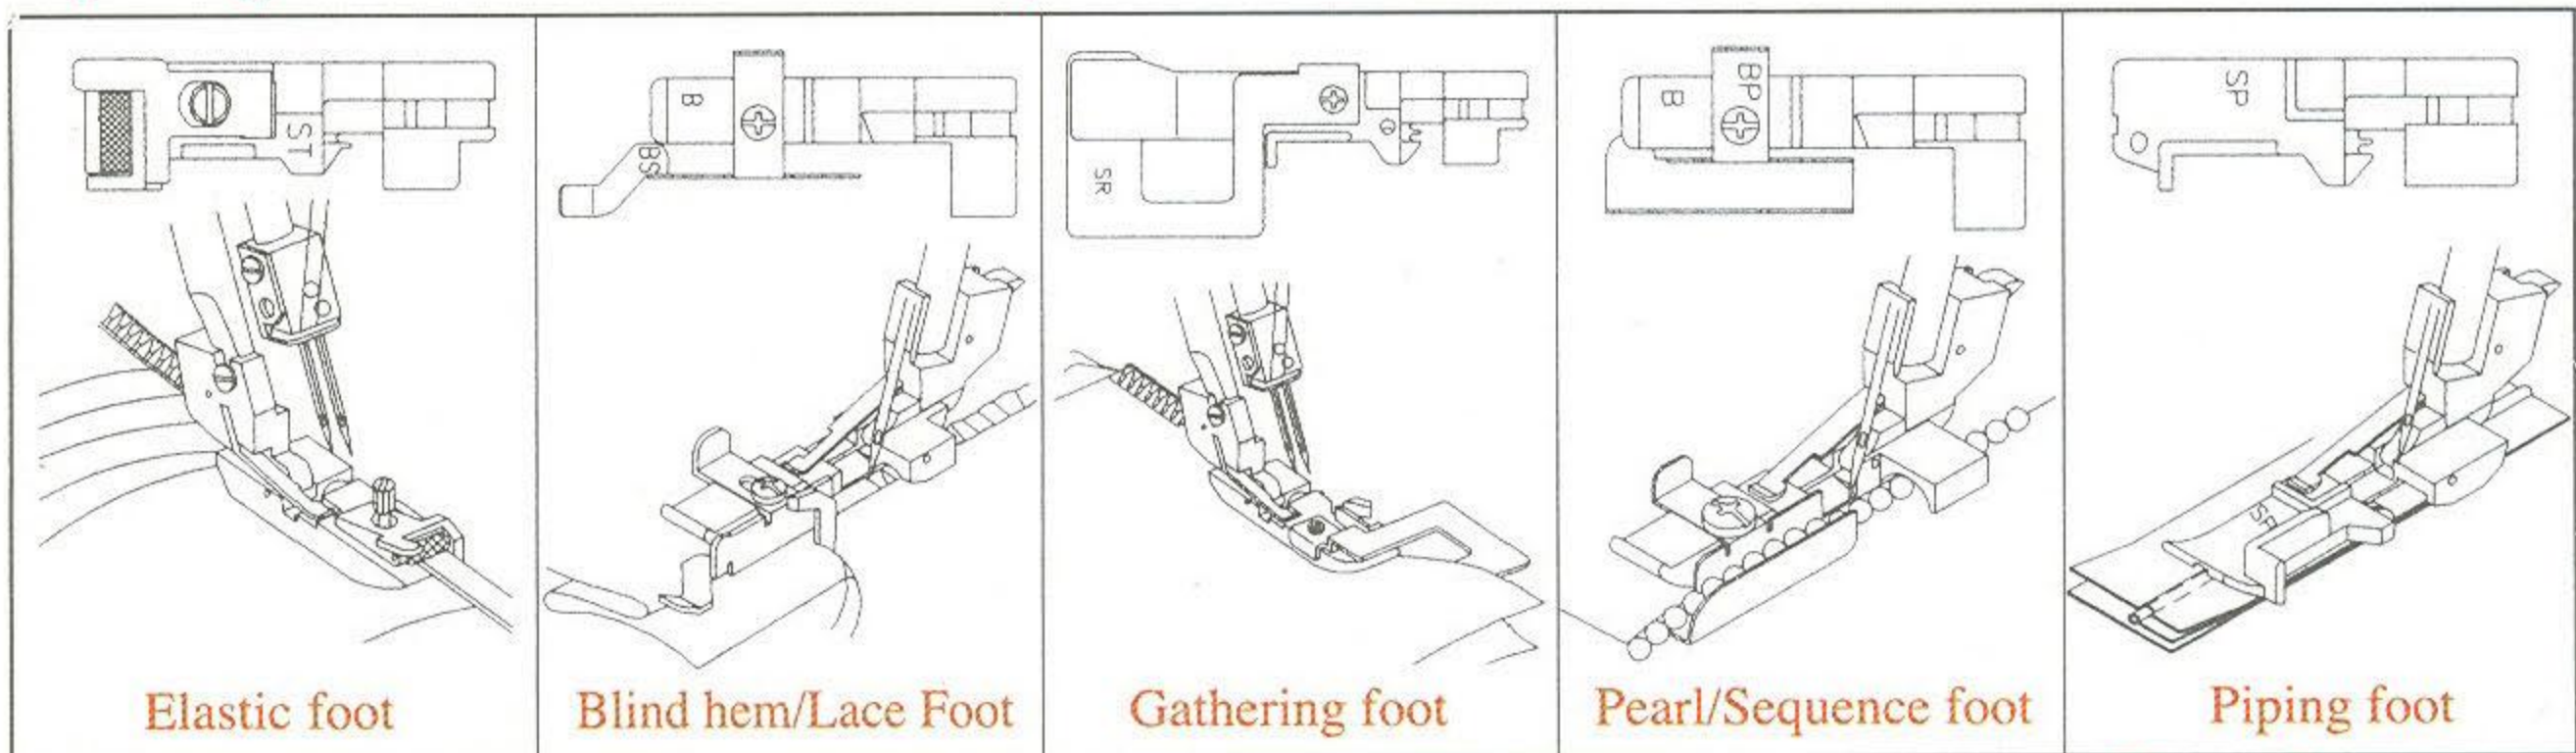 ST
B
BS
SR
B
BP
SP
SP
Elastic foot
Blind hem/Lace Foot
Gathering foot
Pearl/Sequence foot
Piping foot